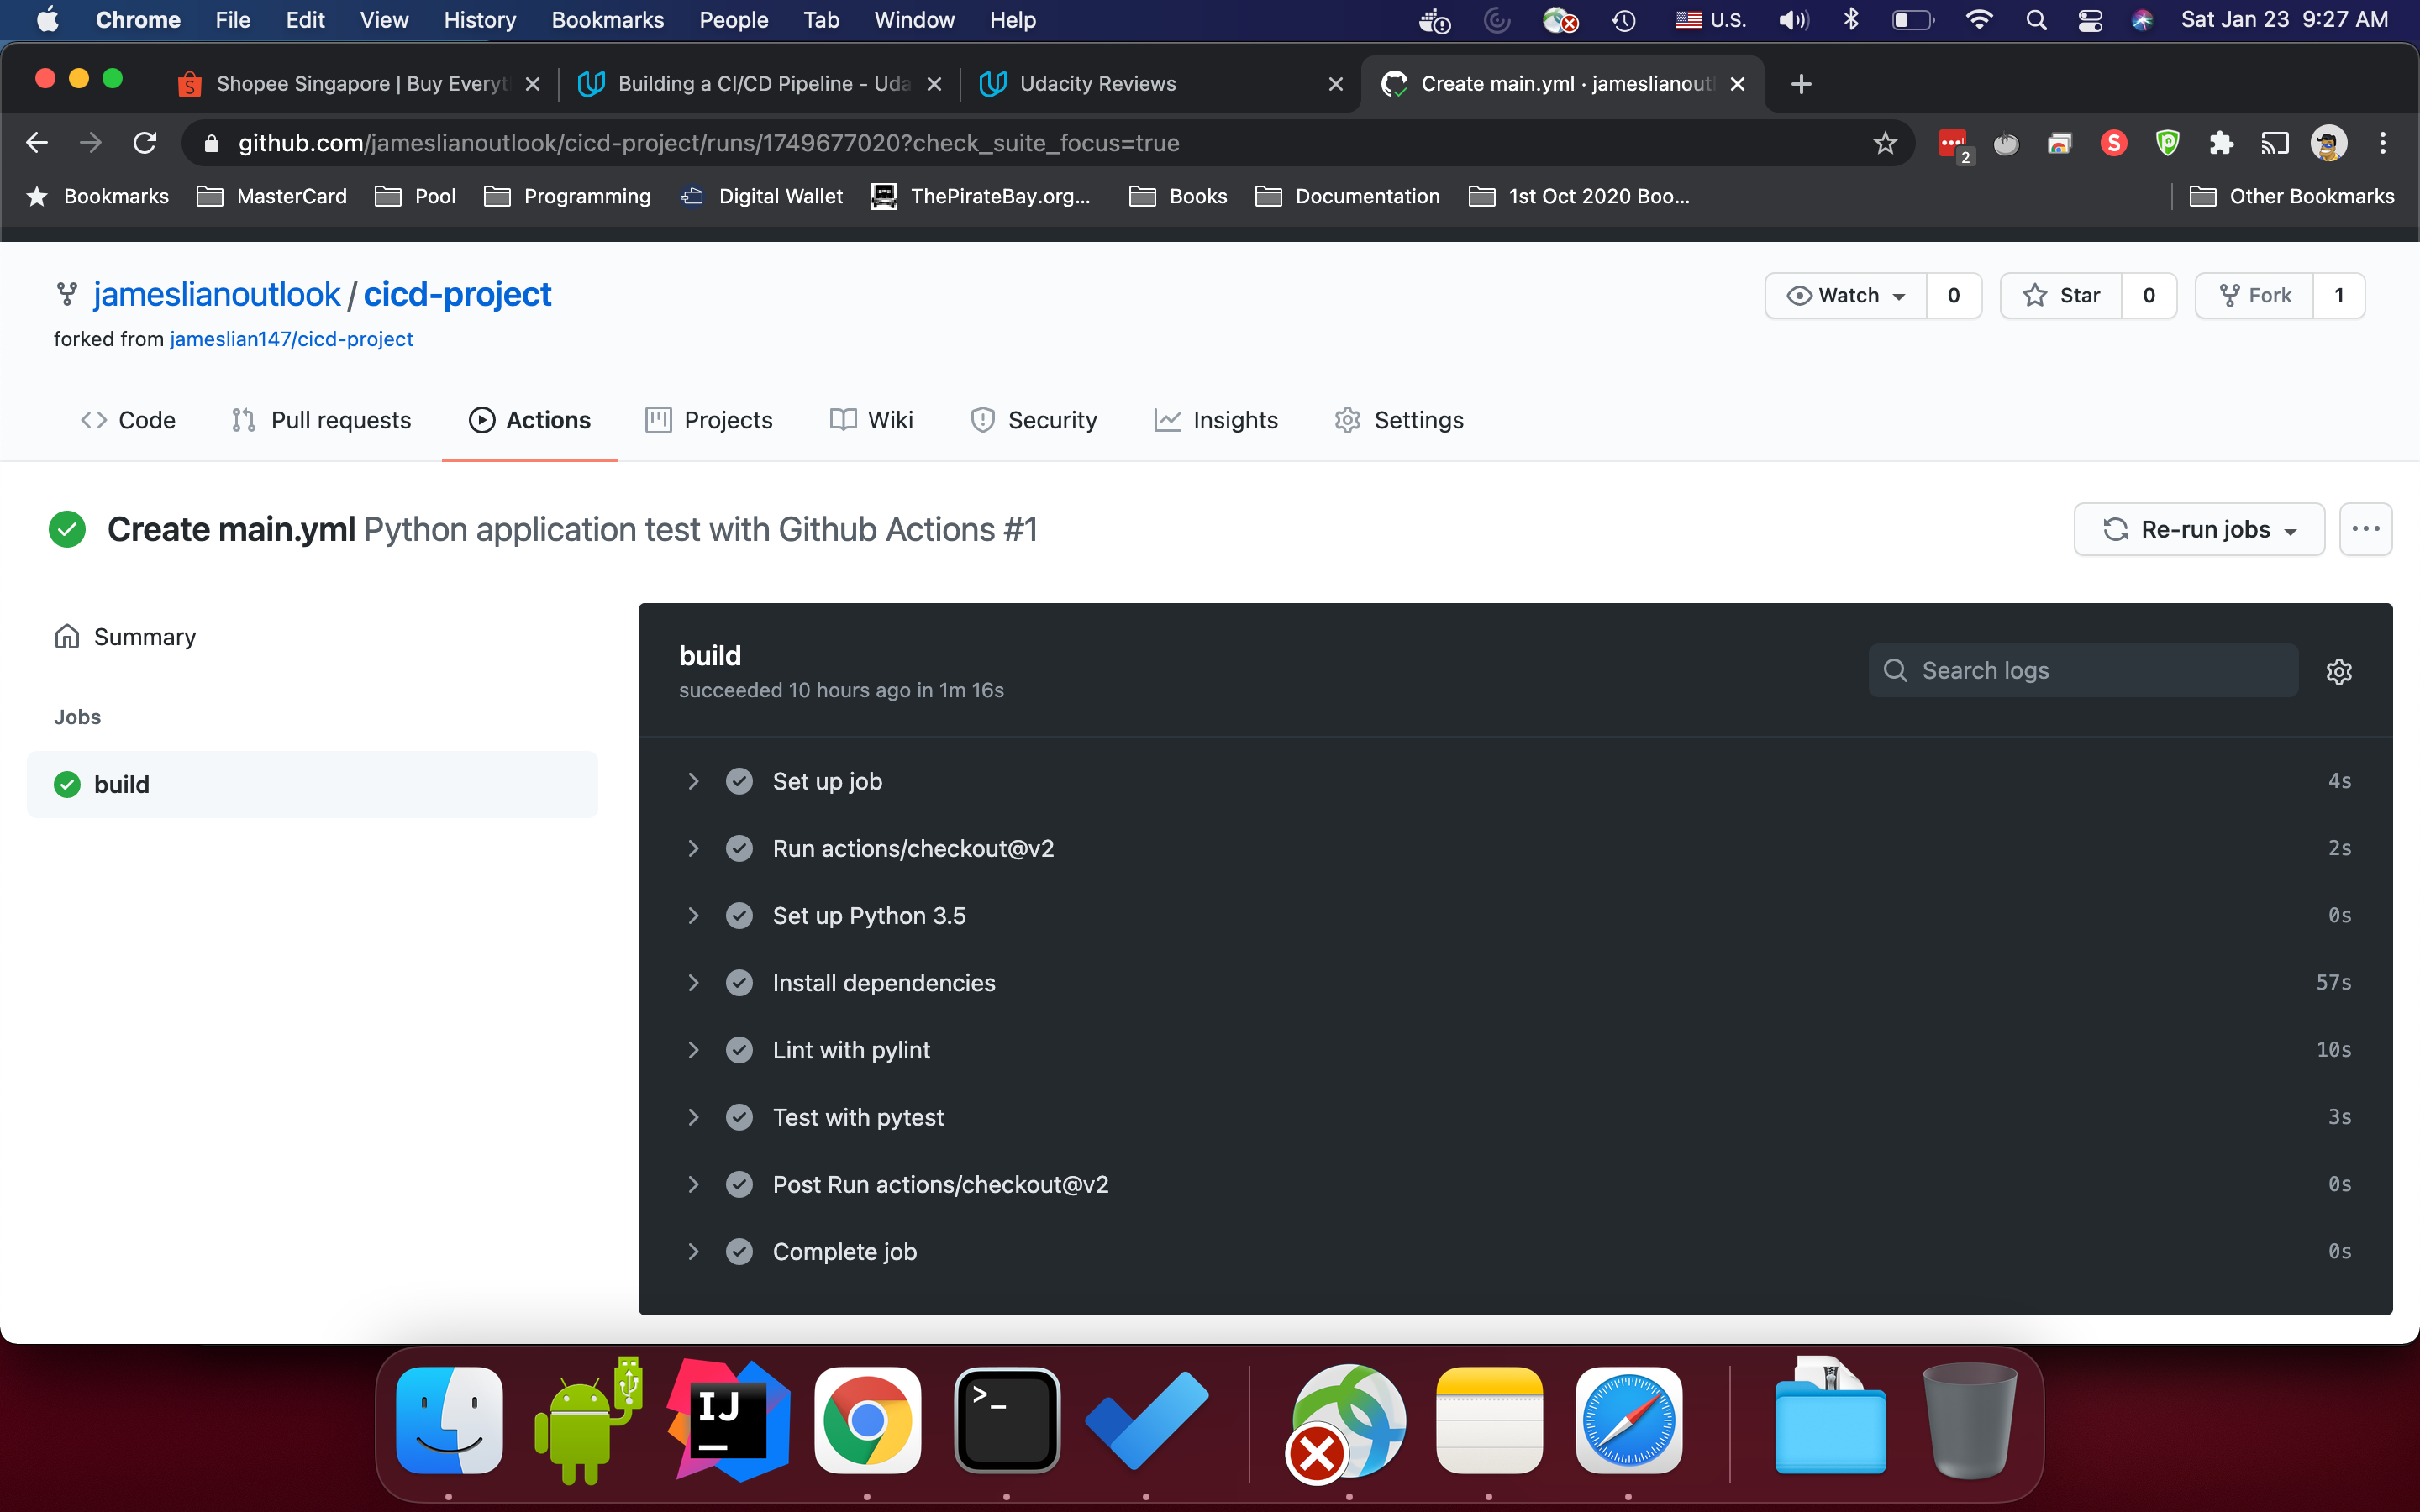 Chrome File Edit View History Bookmarks People Tab Window Help U.S. Sat Jan 23 9:27 AM
Shopee Singapore | Buy Everyt Building a CI/CD Pipeline - Uda Udacity Reviews Create main.yml · jameslianoutl
github.com/jameslianoutlook/cicd-project/runs/1749677020?check_suite_focus=true 2
Bookmarks MasterCard Pool Programming Digital Wallet ThePirateBay.org... Books Documentation 1st Oct 2020 Boo... Other Bookmarks
jameslianoutlook / cicd-project Watch 0 Star 0 Fork 1
forked from jameslian147/cicd-project
Code Pull requests Actions Projects Wiki Security Insights Settings
Create main.yml Python application test with Github Actions #1 Re-run jobs
Summary
Jobs
build
build
succeeded 10 hours ago in 1m 16s
Search logs
Set up job 4s
Run actions/checkout@v2 2s
Set up Python 3.5 0s
Install dependencies 57s
Lint with pylint 10s
Test with pytest 3s
Post Run actions/checkout@v2 0s
Complete job 0s
IJ